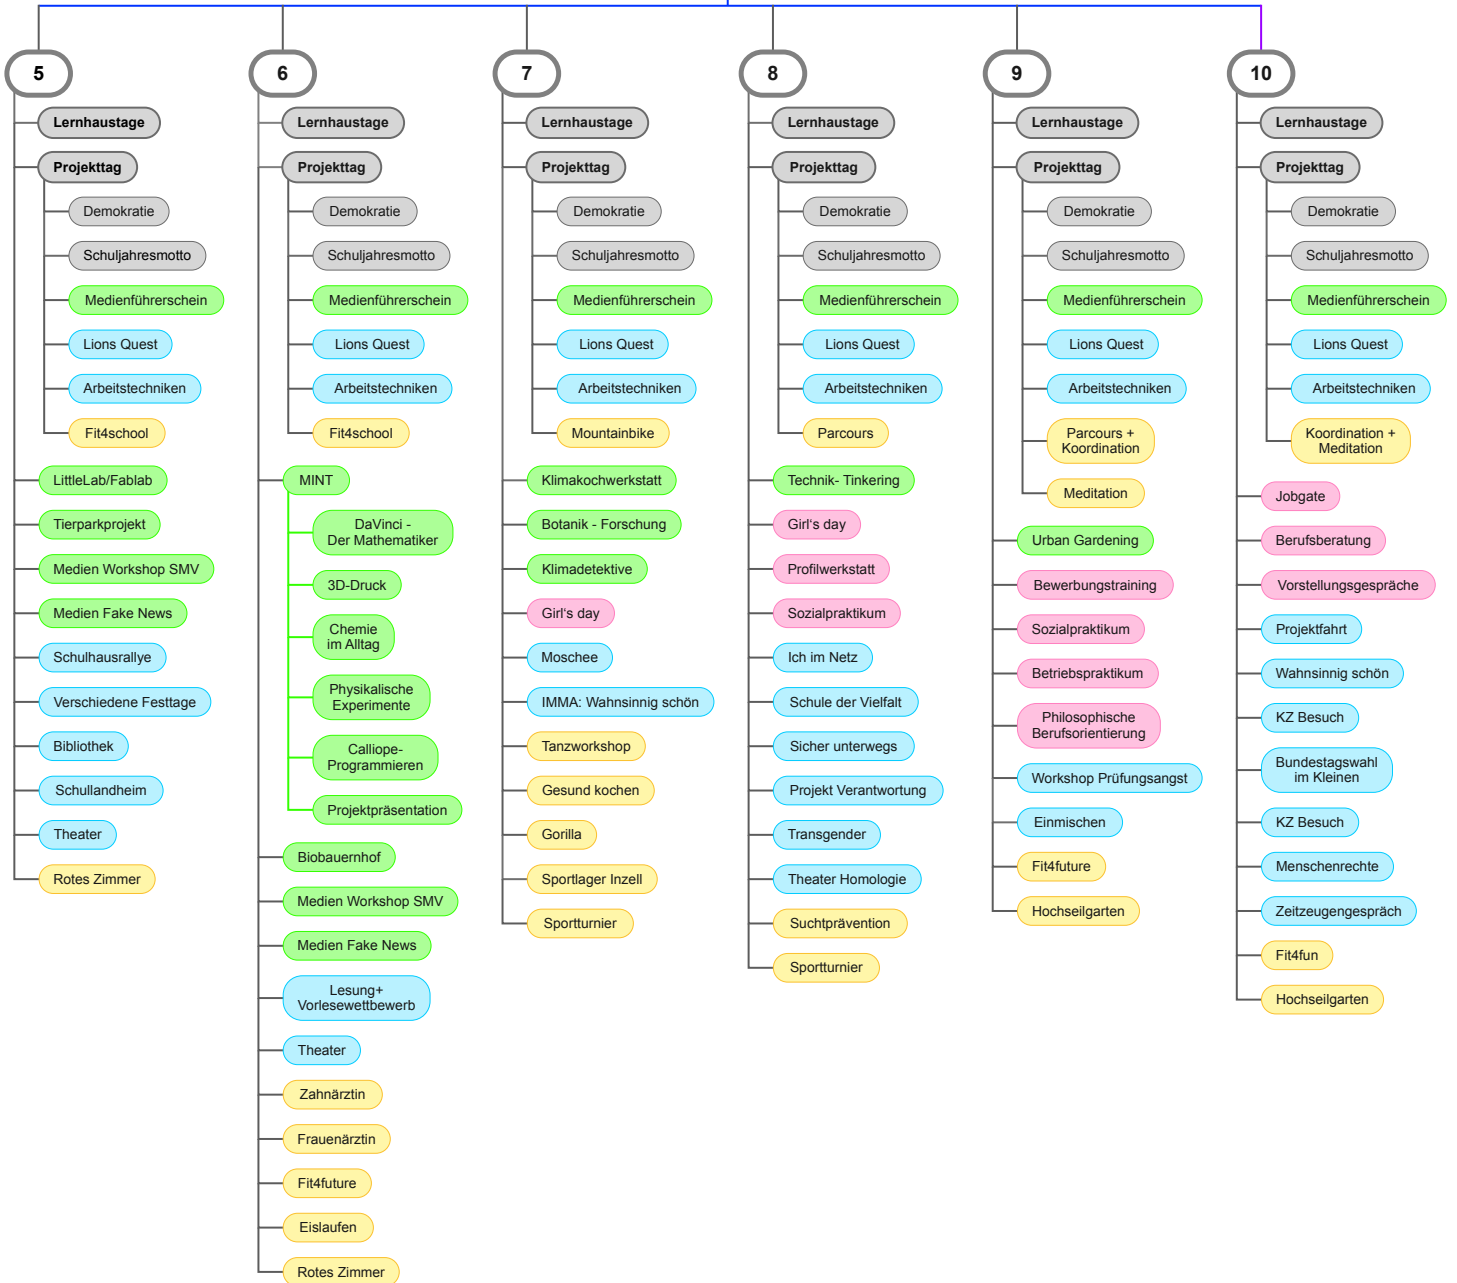 5
Lernhaustage
Projekttag
Demokratie
Schuljahresmotto
Medienführerschein
Lions Quest
Arbeitstechniken
Fit4school
LittleLab/Fablab
Tierparkprojekt
Medien Workshop SMV
Medien Fake News
Schulhausrallye
Verschiedene Festtage
Bibliothek
Schullandheim
Theater
Rotes Zimmer
6
Lernhaustage
Projekttag
Demokratie
Schuljahresmotto
Medienführerschein
Lions Quest
Arbeitstechniken
Fit4school
MINT
DaVinci -
Der Mathematiker
3D-Druck
Chemie
im Alltag
Physikalische
Experimente
Calliope-
Programmieren
Projektpräsentation
Biobauernhof
Medien Workshop SMV
Medien Fake News
Lesung+
Vorlesewettbewerb
Theater
Zahnärztin
Frauenärztin
Fit4future
Eislaufen
Rotes Zimmer
7
Lernhaustage
Projekttag
Demokratie
Schuljahresmotto
Medienführerschein
Lions Quest
Arbeitstechniken
Mountainbike
Klimakochwerkstatt
Botanik - Forschung
Klimadetektive
Girl's day
Moschee
IMMA: Wahnsinnig schön
Tanzworkshop
Gesund kochen
Gorilla
Sportlager Inzell
Sportturnier
8
Lernhaustage
Projekttag
Demokratie
Schuljahresmotto
Medienführerschein
Lions Quest
Arbeitstechniken
Parcours
Technik- Tinkering
Girl's day
Profilwerkstatt
Sozialpraktikum
Ich im Netz
Schule der Vielfalt
Sicher unterwegs
Projekt Verantwortung
Transgender
Theater Homologie
Suchtprävention
Sportturnier
9
Lernhaustage
Projekttag
Demokratie
Schuljahresmotto
Medienführerschein
Lions Quest
Arbeitstechniken
Parcours +
Koordination
Meditation
Urban Gardening
Bewerbungstraining
Sozialpraktikum
Betriebspraktikum
Philosophische
Berufsorientierung
Workshop Prüfungsangst
Einmischen
Fit4future
Hochseilgarten
10
Lernhaustage
Projekttag
Demokratie
Schuljahresmotto
Medienführerschein
Lions Quest
Arbeitstechniken
Koordination +
Meditation
Jobgate
Berufsberatung
Vorstellungsgespräche
Projektfahrt
Wahnsinnig schön
KZ Besuch
Bundestagswahl
im Kleinen
KZ Besuch
Menschenrechte
Zeitzeugengespräch
Fit4fun
Hochseilgarten